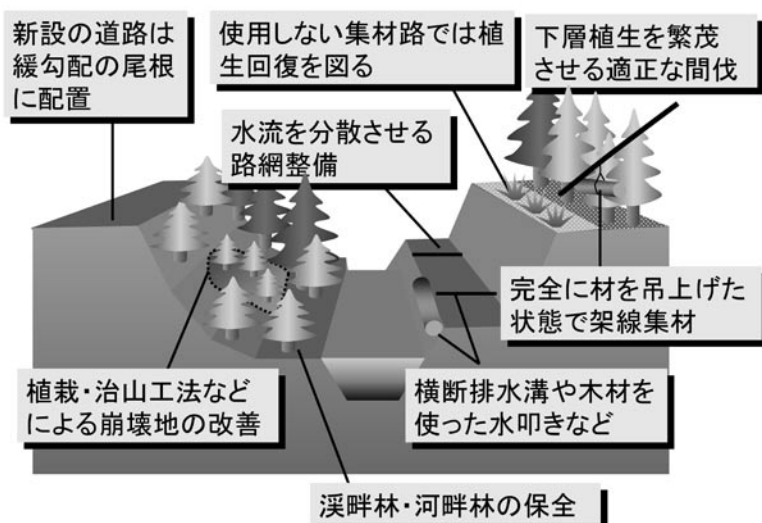 新設の道路は
緩勾配の尾根
に配置
使用しない集材路では植
生回復を図る
下層植生を繁茂
させる適正な間伐
水流を分散させる
路網整備
完全に材を吊上げた
状態で架線集材
植栽・治山工法など
による崩壊地の改善
横断排水溝や木材を
使った水叩きなど
渓畔林・河畔林の保全